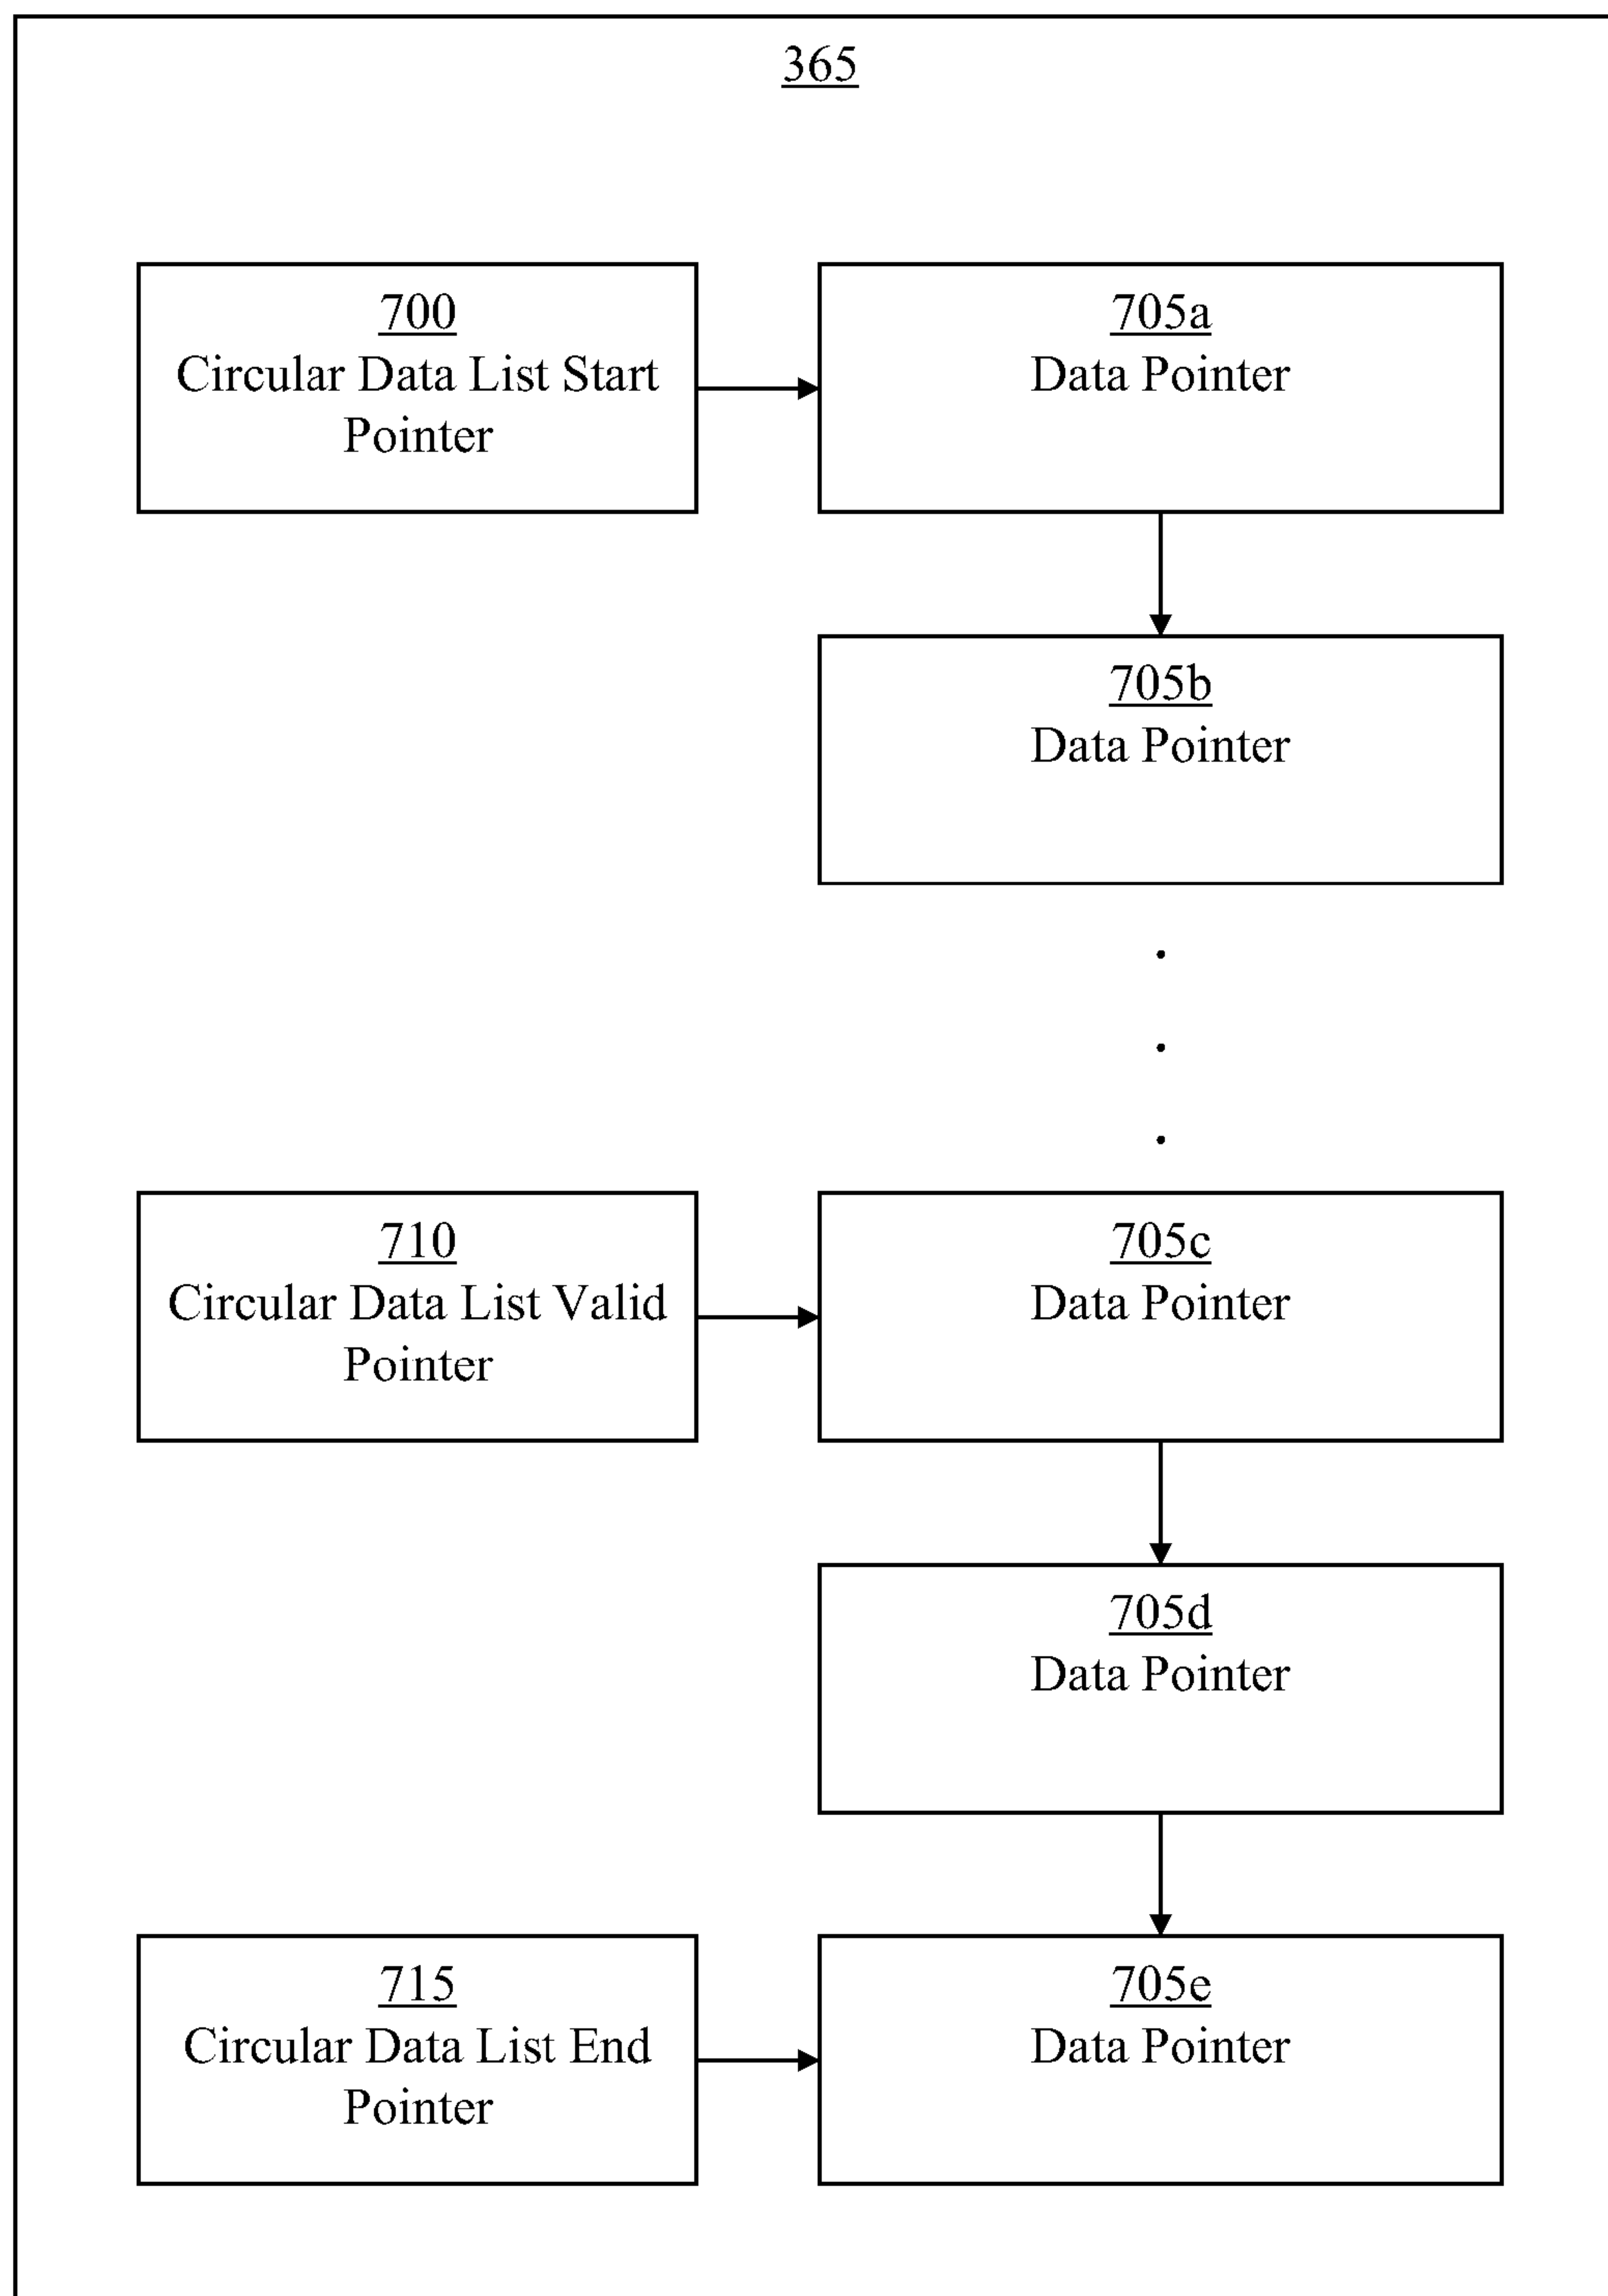 365
700
Circular Data List Start
Pointer
705a
Data Pointer
705b
Data Pointer
710
Circular Data List Valid
Pointer
705c
Data Pointer
705d
Data Pointer
715
Circular Data List End
Pointer
705e
Data Pointer